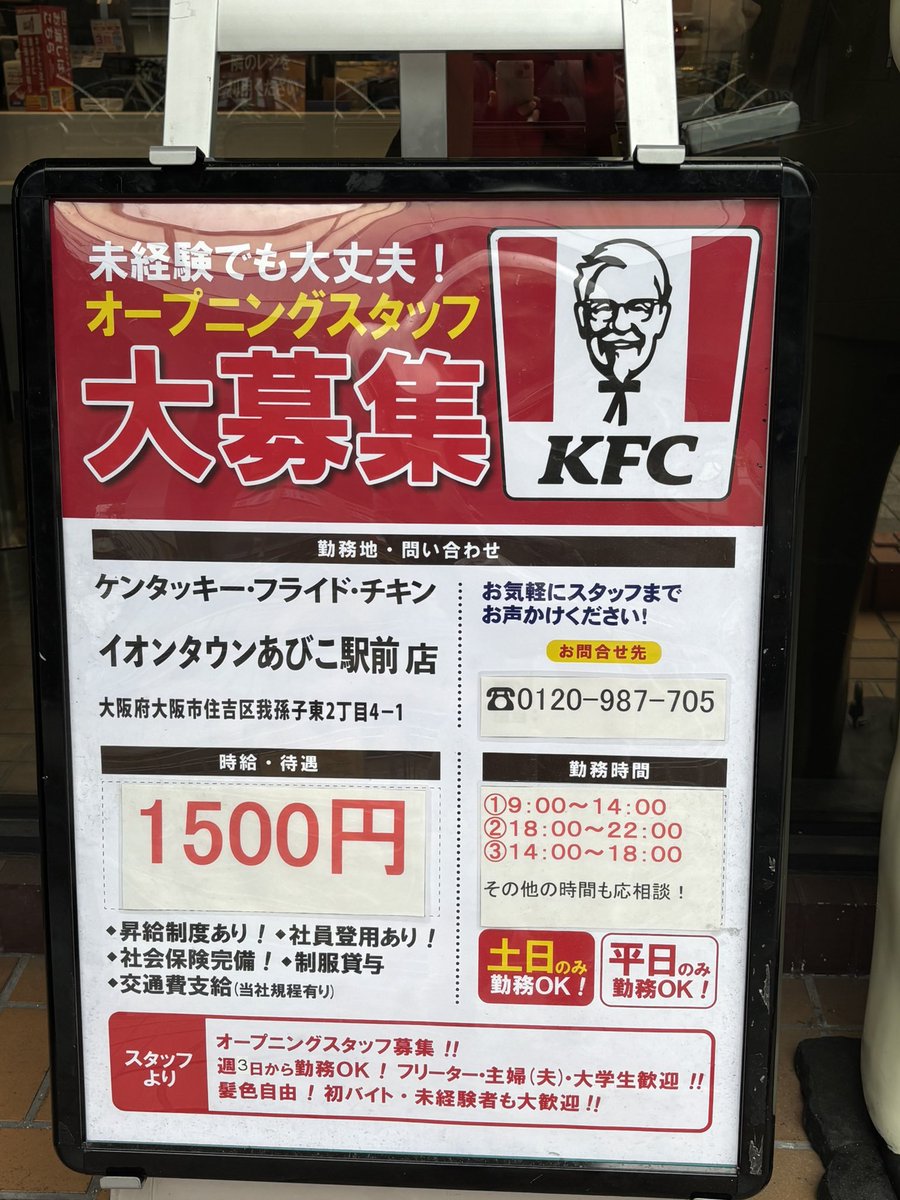 お渡しは
こちら
隣のレジを
未経験でも大丈夫！
オープニングスタッフ
大募集
KFC
勤務地・問い合わせ
ケンタッキー・フライド・チキン
イオンタウンあびこ駅前 店
大阪府大阪市住吉区我孫子東2丁目4−1
お気軽にスタッフまで
お声かけください！
お問合せ先
☎0120−987−705
時給・待遇
1500円
◆昇給制度あり！ ◆社員登用あり！
◆社会保険完備！ ◆制服貸与
◆交通費支給(当社規程有り)
勤務時間
①9：00～14：00
②18：00～22：00
③14：00～18：00
その他の時間も応相談！
土日のみ
勤務OK！
平日のみ
勤務OK！
スタッフ
より
オープニングスタッフ募集 !!
週3日から勤務OK！ フリーター・主婦(夫)・大学生歓迎 !!
髪色自由！ 初バイト・未経験者も大歓迎 !!